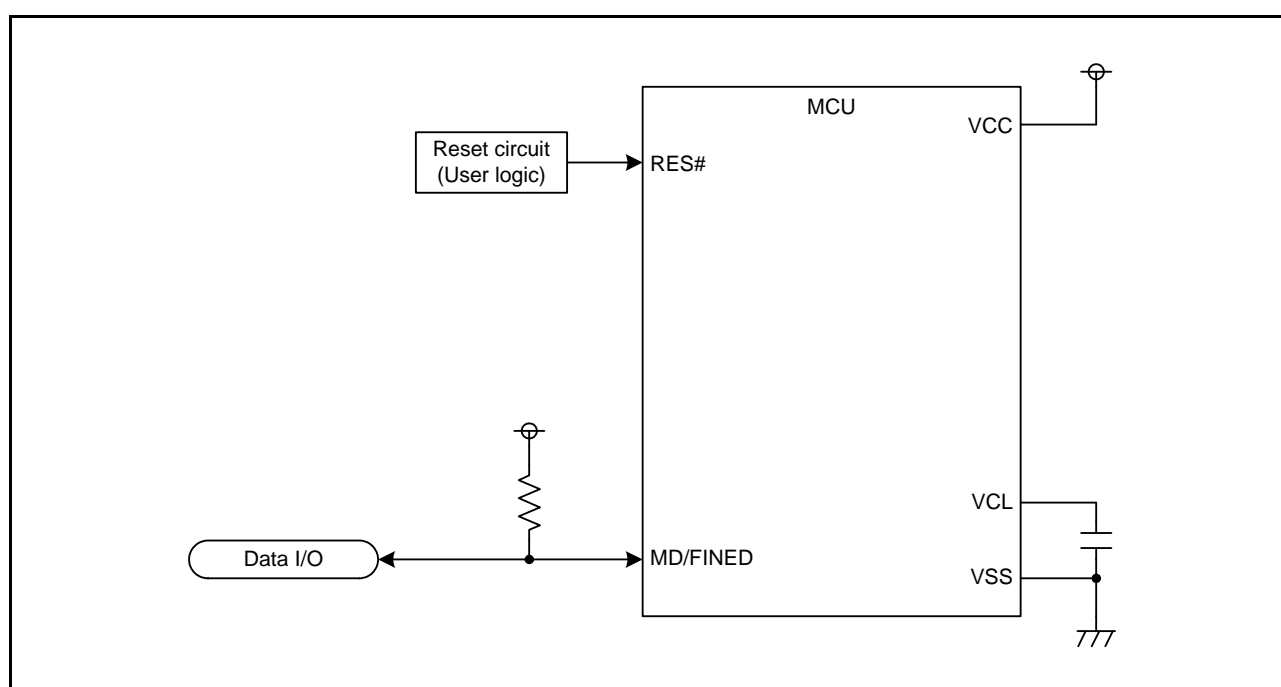 MCU
VCC
Reset circuit
(User logic)
RES#
VCL
Data I/O
MD/FINED
VSS